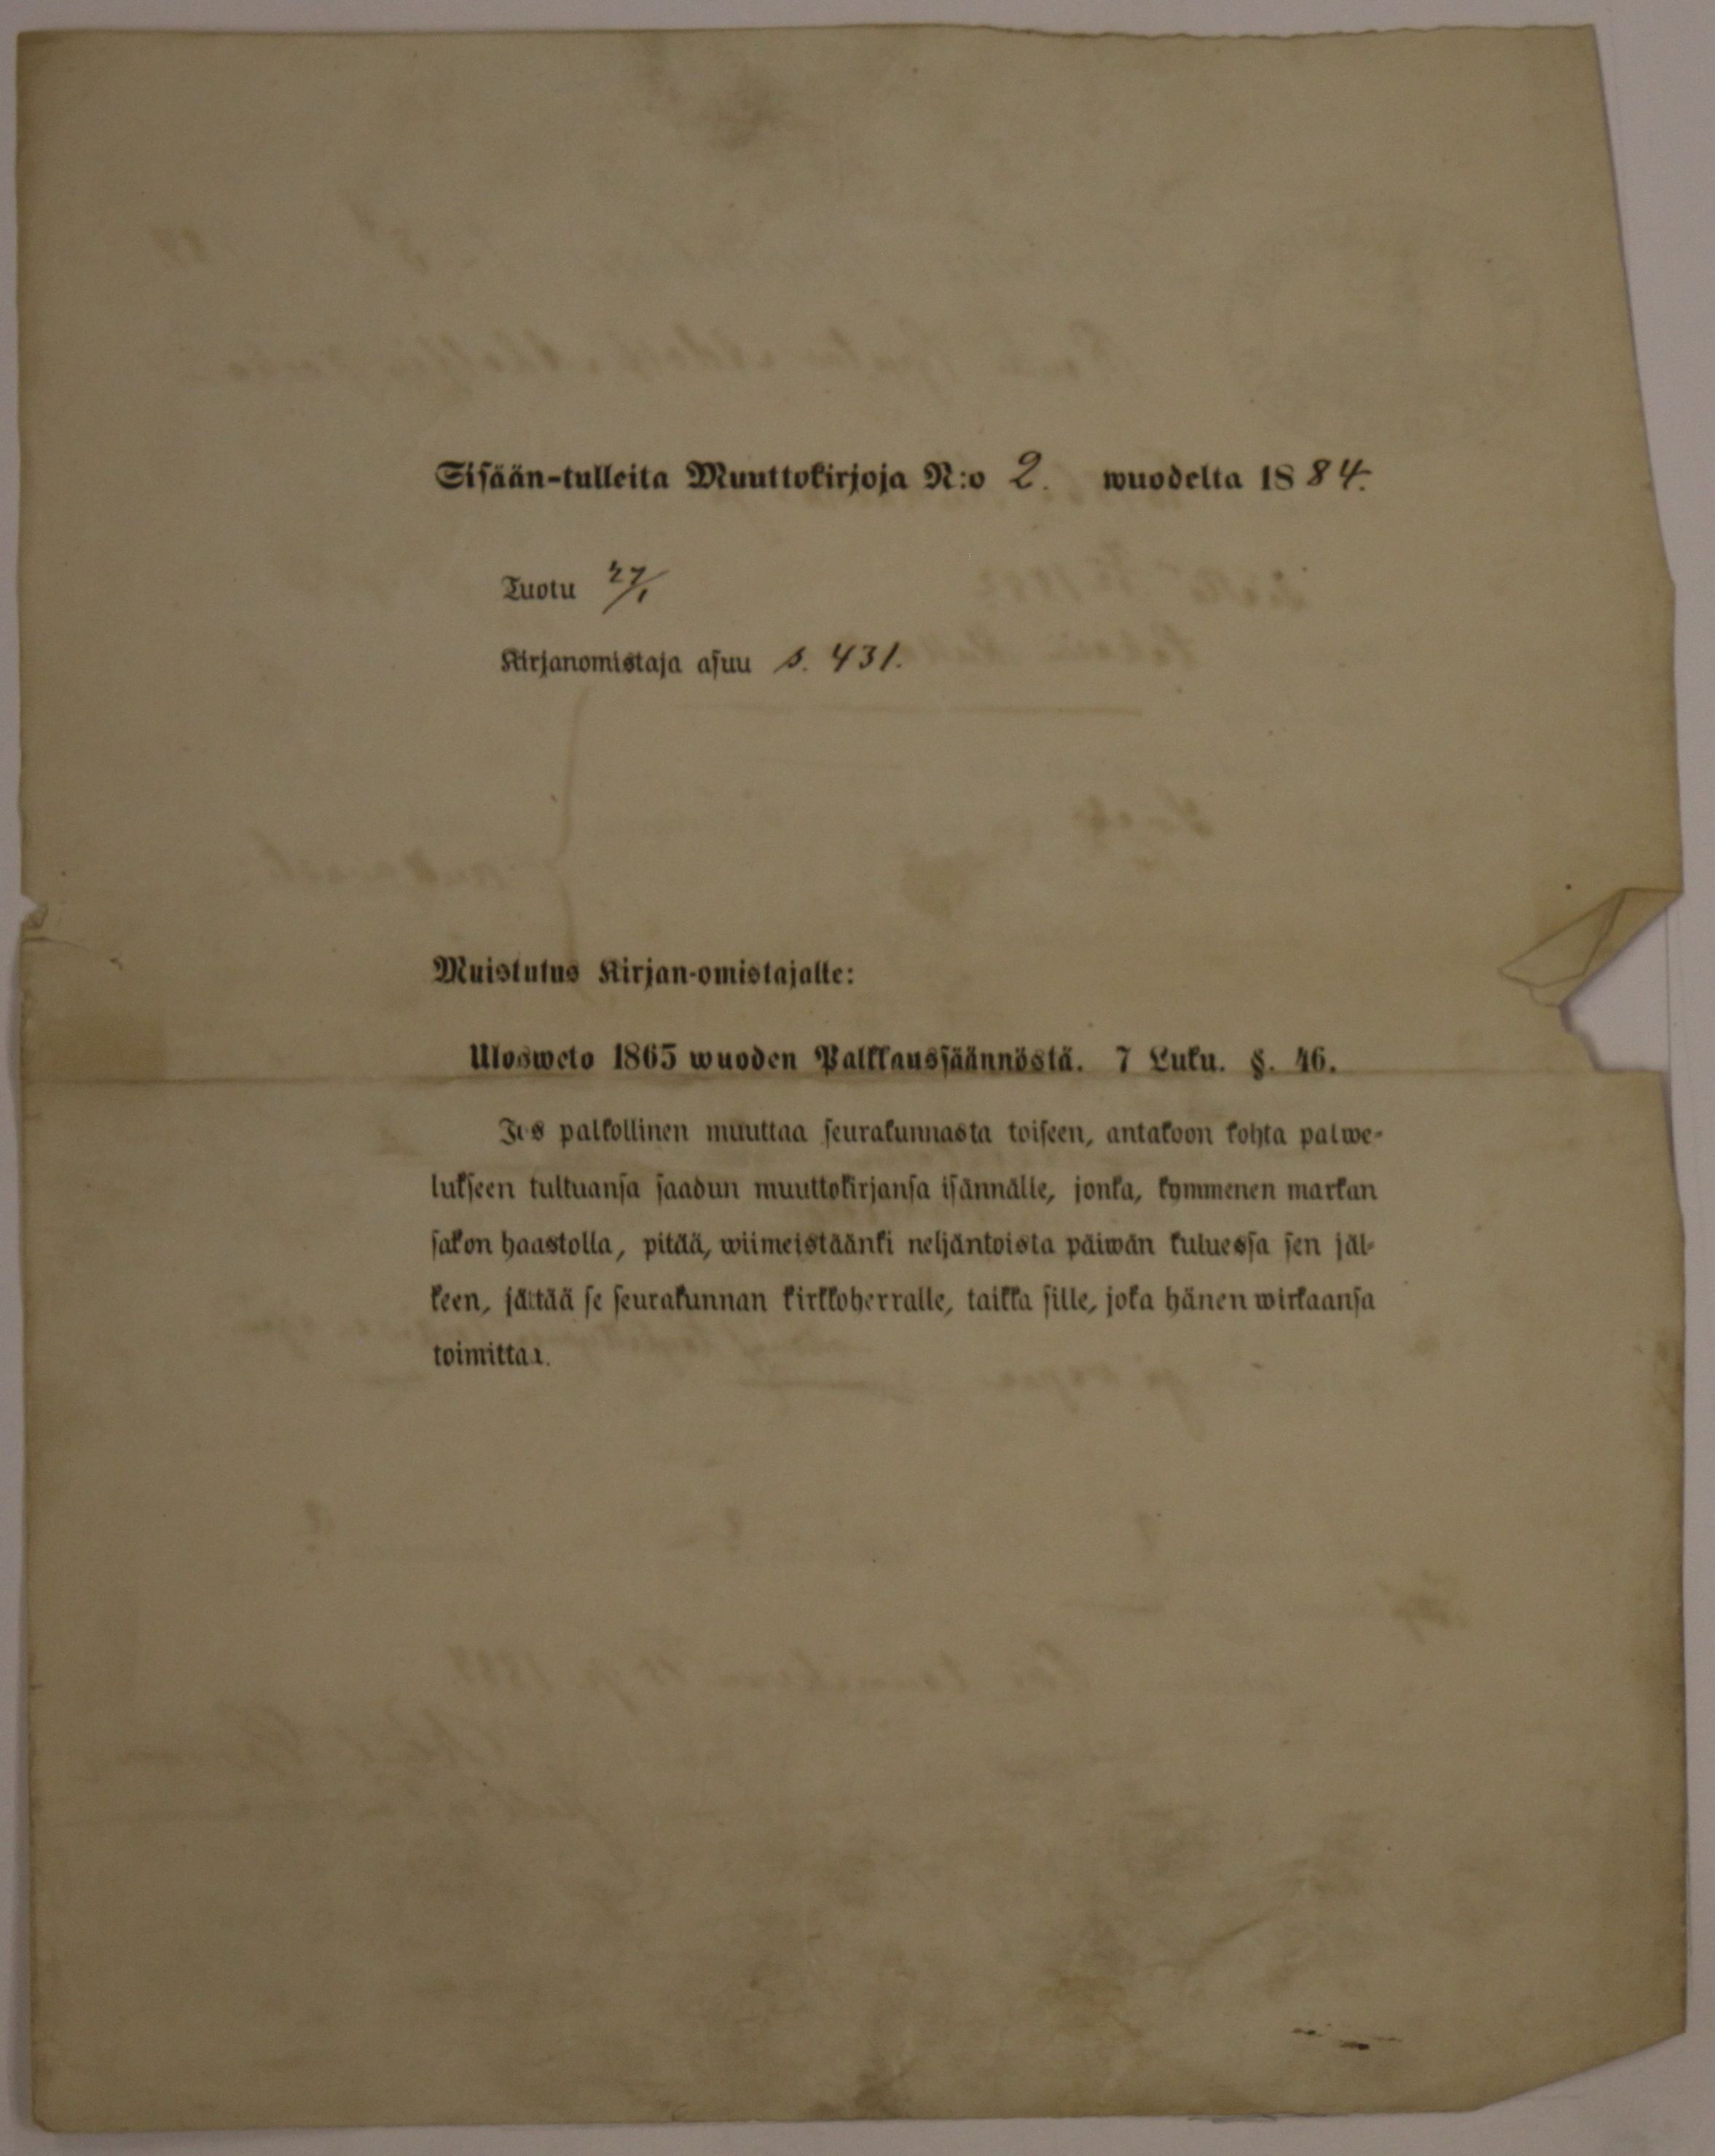 Sisään-tulleita Muuttokirjoja N:o 2. wuodelta 1884.
Tuotu 27/1
Kirjanomistaja asuu s. 431.
Muistutus Kirjan-omistajalle:
Ulosweto 1865 wuoden Palkkaussäännöstä. 7 Luku. §. 46.
Jos palkollinen muuttaa seurakunnasta toiseen, antakoon kohta palwe-
lukseen tultuansa saadun muuttokirjansa isännälle, jonka, kymmenen markan
sakon haastolla, pitää, wiimeistäänki neljäntoista päiwän kuluessa sen jäl-
keen, jättää se seurakunnan kirkkoherralle, taikka sille, joka hänen wirkaansa
toimittaa.